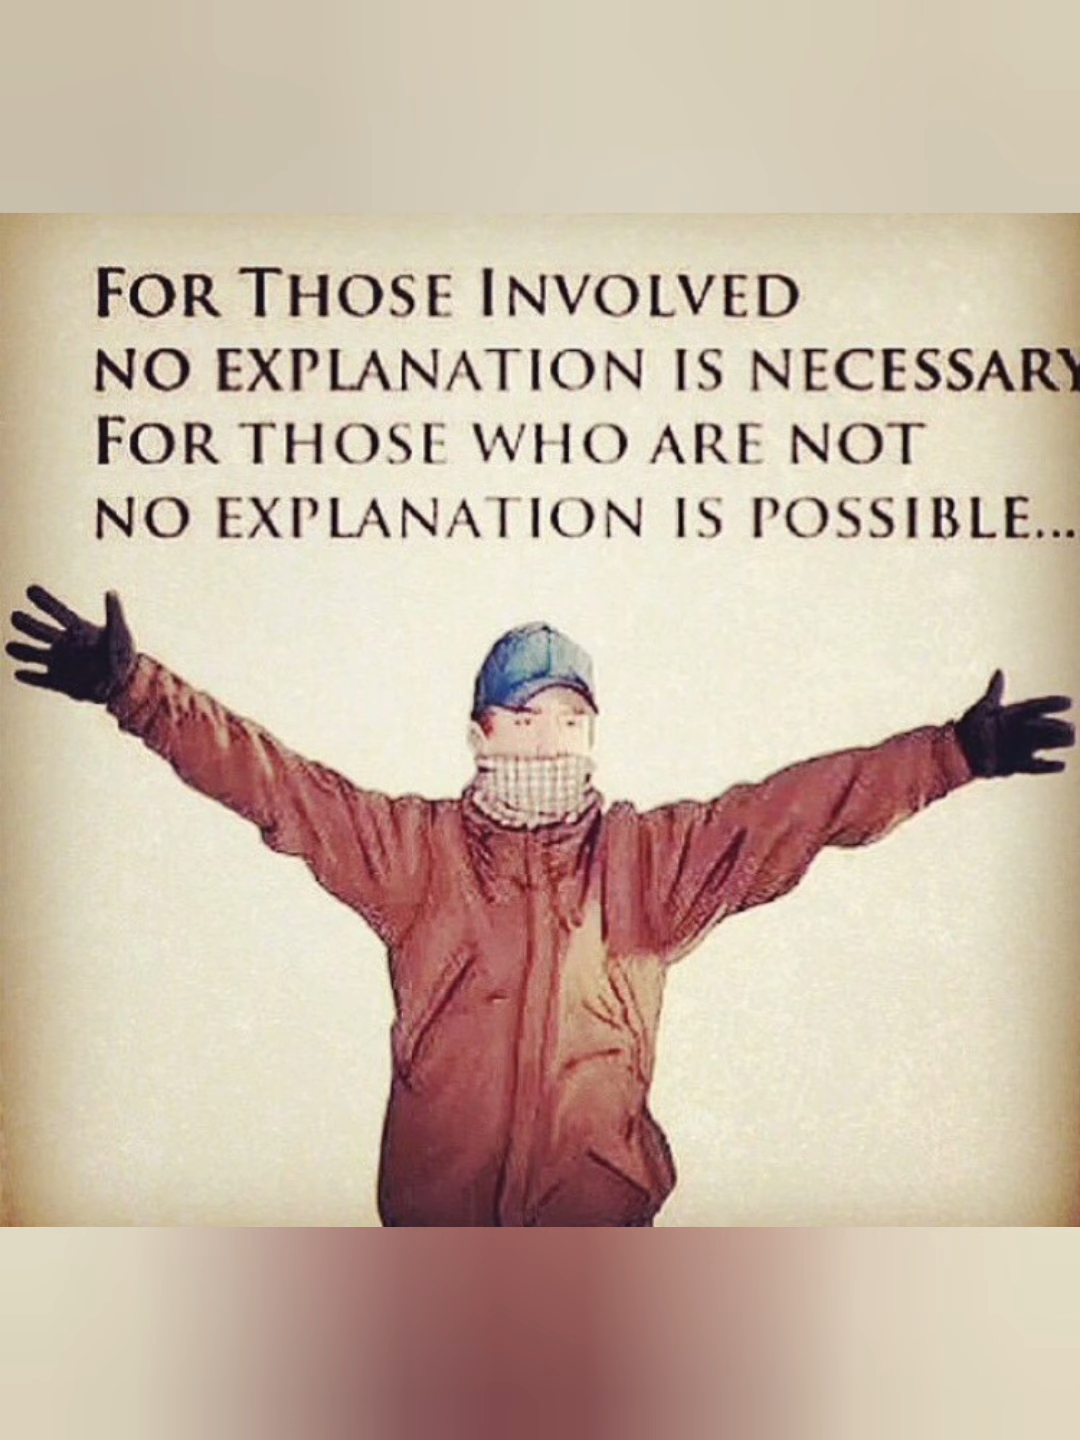 FOR THOSE INVOLVED
NO EXPLANATION IS NECESSARY
FOR THOSE WHO ARE NOT
NO EXPLANATION IS POSSIBLE...